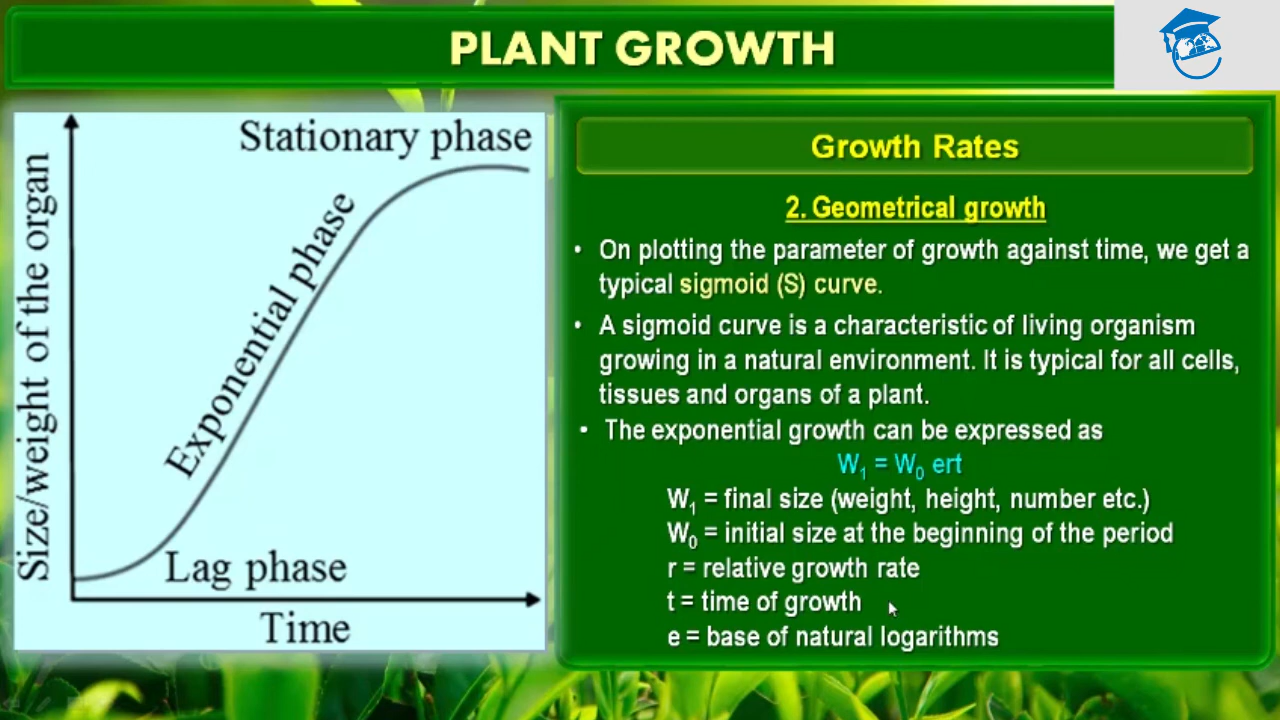 PLANT GROWTH
Stationary phase
Exponential phase
Lag phase
Size/weight of the organ
Time
Growth Rates
2. Geometrical growth
• On plotting the parameter of growth against time, we get a
typical sigmoid (S) curve.
• A sigmoid curve is a characteristic of living organism
growing in a natural environment. It is typical for all cells,
tissues and organs of a plant.
• The exponential growth can be expressed as
W₁ = W₀ ert
W₁ = final size (weight, height, number etc.)
W₀ = initial size at the beginning of the period
r = relative growth rate
t = time of growth
e = base of natural logarithms